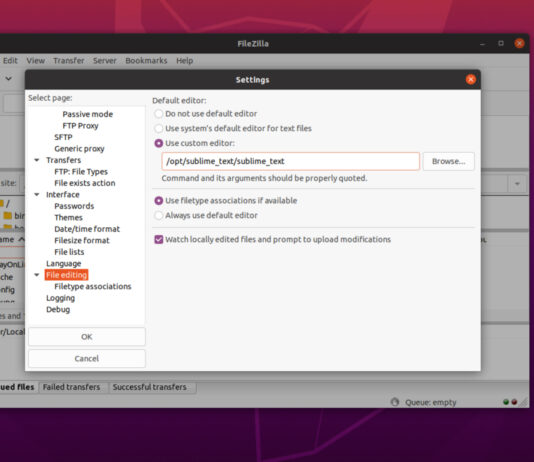 FileZilla
Edit View Transfer Server Bookmarks Help
Settings
Select page:
Passive mode
FTP Proxy
SFTP
Generic proxy
Transfers
FTP: File Types
File exists action
Interface
Passwords
Themes
Date/time format
Filesize format
File lists
Language
File editing
Filetype associations
Logging
Debug
OK
Cancel
Default editor:
Do not use default editor
Use system's default editor for text files
Use custom editor:
/opt/sublime_text/sublime_text
Browse...
Command and its arguments should be properly quoted.
Use filetype associations if available
Always use default editor
Watch locally edited files and prompt to upload modifications
site:
/
bin
ame
ayOnLi
che
onfig
es and
r/Local
ued files Failed transfers Successful transfers
Queue: empty